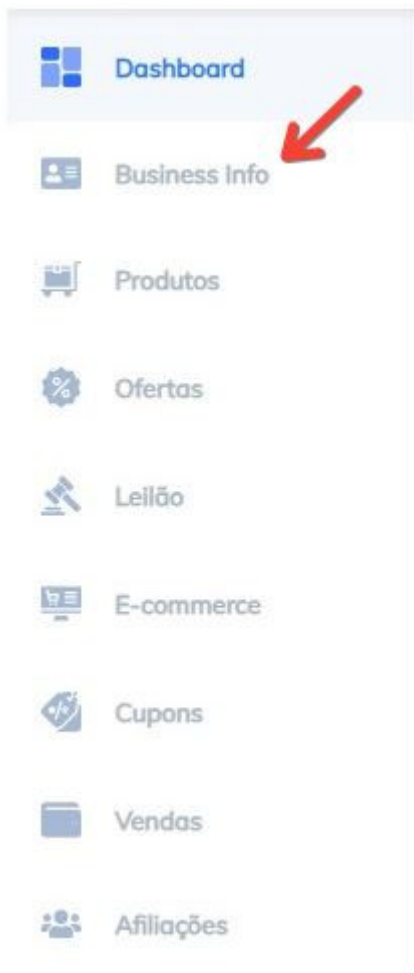 Dashboard
Business Info
Produtos
Ofertas
Leilão
E-commerce
Cupons
Vendas
Afiliações